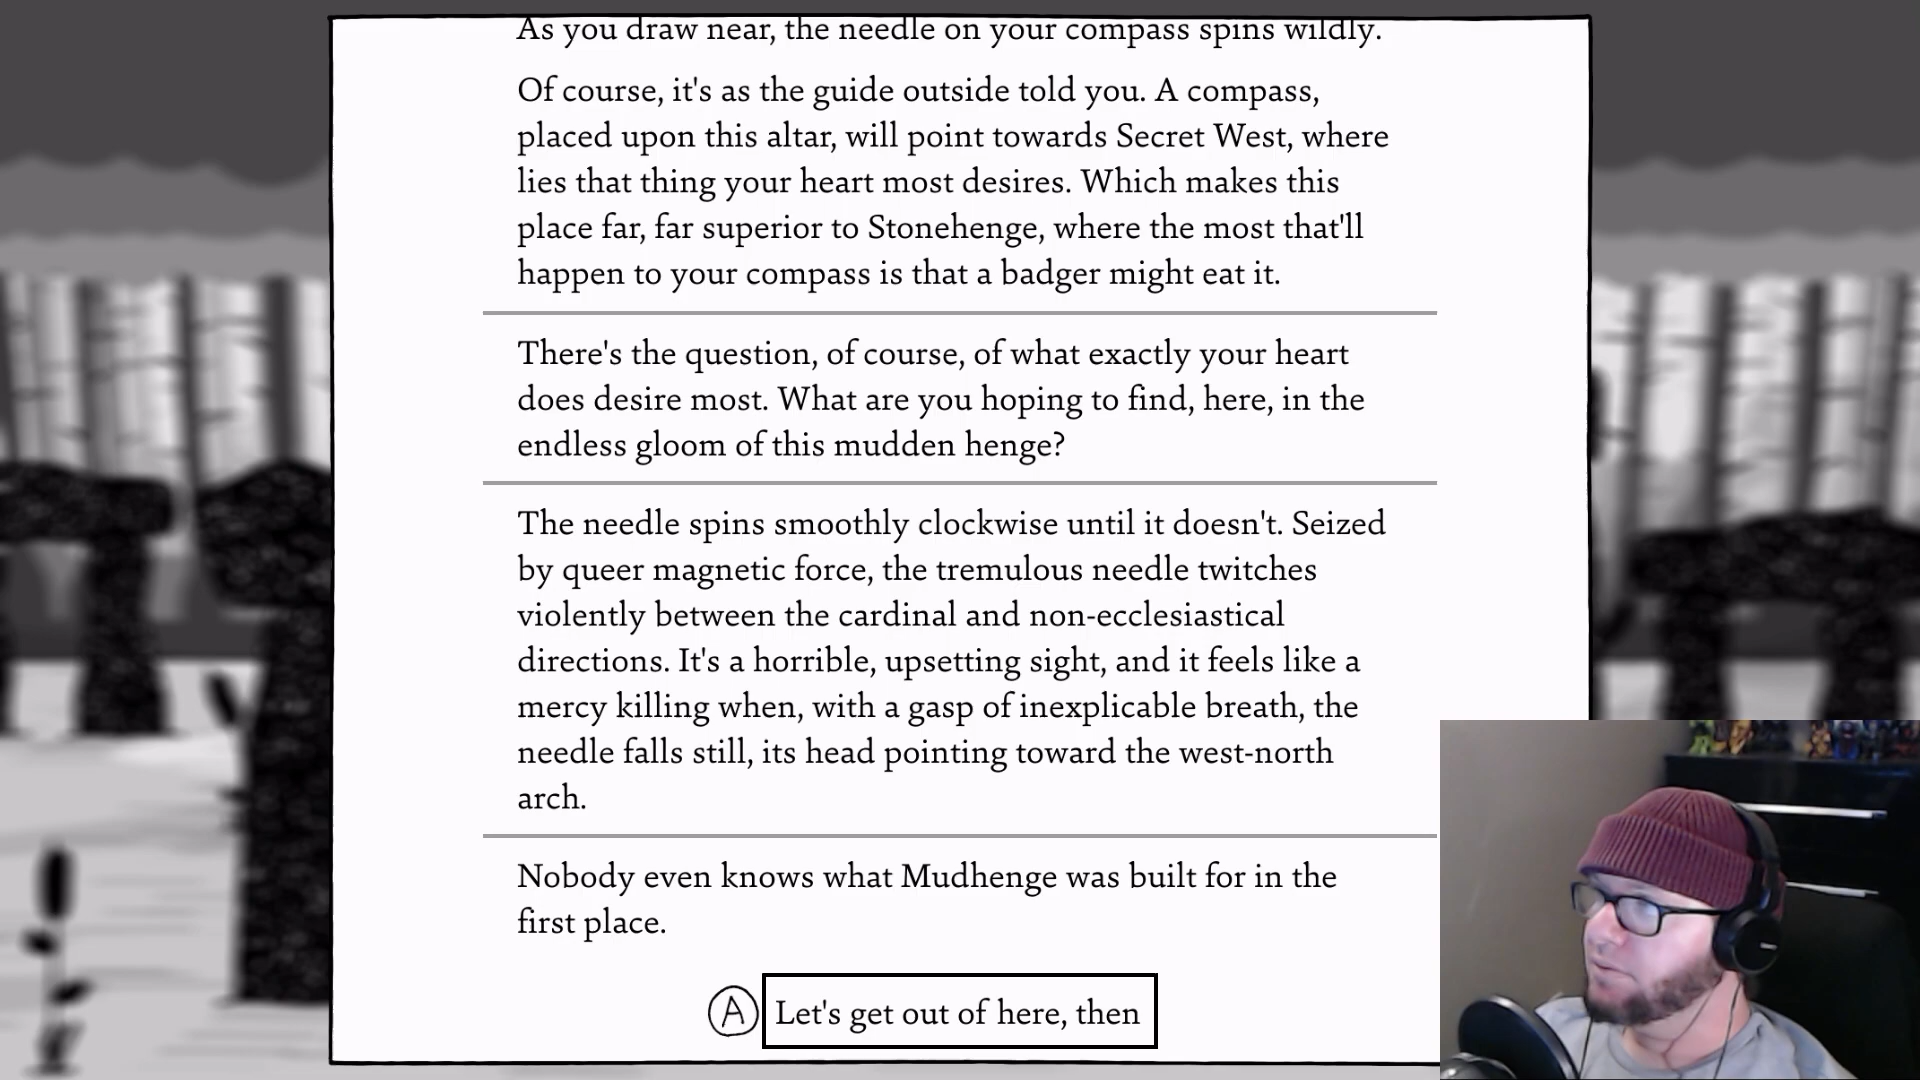 As you draw near, the needle on your compass spins wildly.
Of course, it's as the guide outside told you. A compass,
placed upon this altar, will point towards Secret West, where
lies that thing your heart most desires. Which makes this
place far, far superior to Stonehenge, where the most that'll
happen to your compass is that a badger might eat it.
There's the question, of course, of what exactly your heart
does desire most. What are you hoping to find, here, in the
endless gloom of this mudden henge?
The needle spins smoothly clockwise until it doesn't. Seized
by queer magnetic force, the tremulous needle twitches
violently between the cardinal and non-ecclesiastical
directions. It's a horrible, upsetting sight, and it feels like a
mercy killing when, with a gasp of inexplicable breath, the
needle falls still, its head pointing toward the west-north
arch.
Nobody even knows what Mudhenge was built for in the
first place.
A Let's get out of here, then